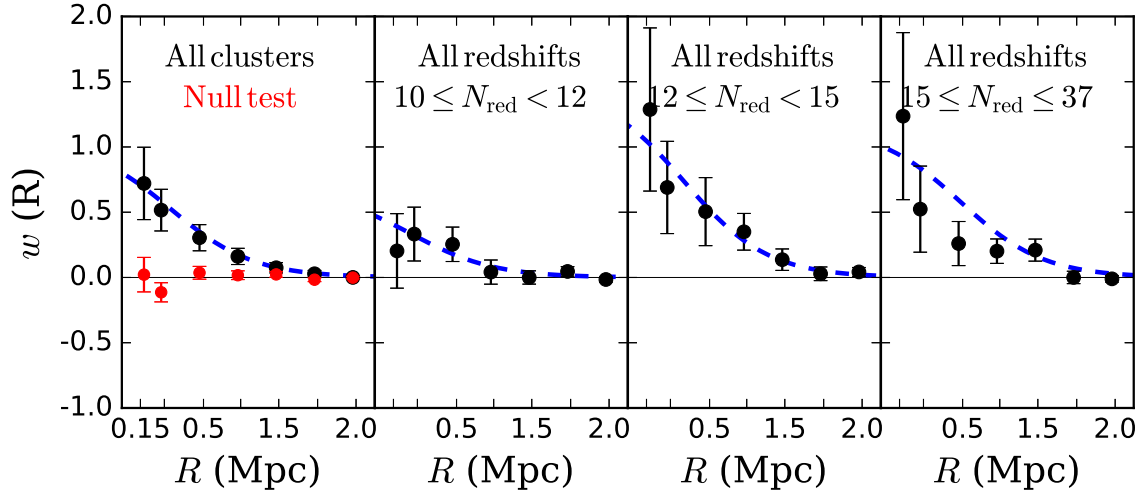 2.0
1.5
1.0
0.5
0.0
-0.5
-1.0
w (R)
All clusters
Null test
All redshifts
10 ≤ N_red < 12
All redshifts
12 ≤ N_red < 15
All redshifts
15 ≤ N_red ≤ 37
0.15 0.5 1.5 2.0
0.5 1.5 2.0
0.5 1.5 2.0
0.5 1.5 2.0
R (Mpc)
R (Mpc)
R (Mpc)
R (Mpc)